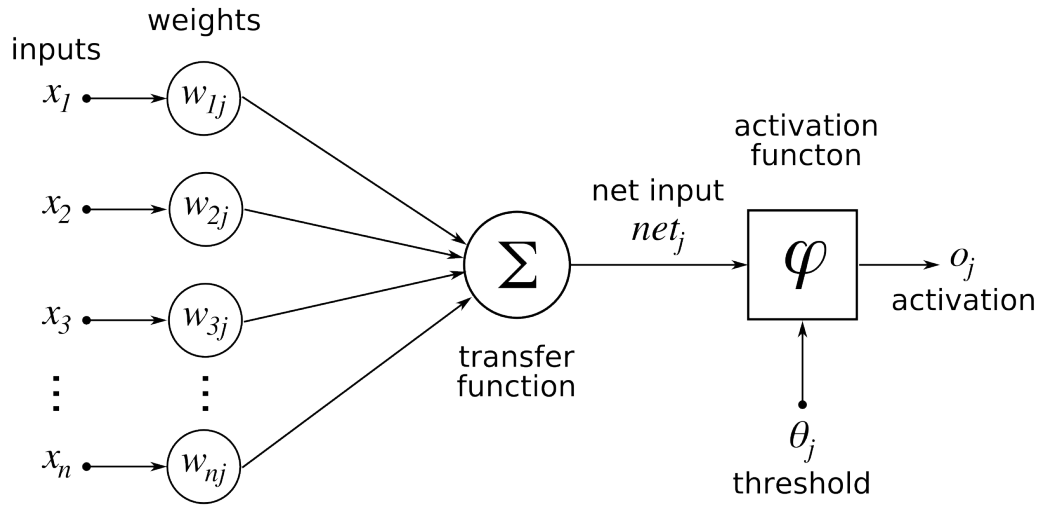 weights
inputs
x1
w1j
x2
w2j
x3
w3j
⋮ ⋮
xn
wnj
Σ
transfer
function
net input
netj
activation
functon
φ
oj
activation
θj
threshold